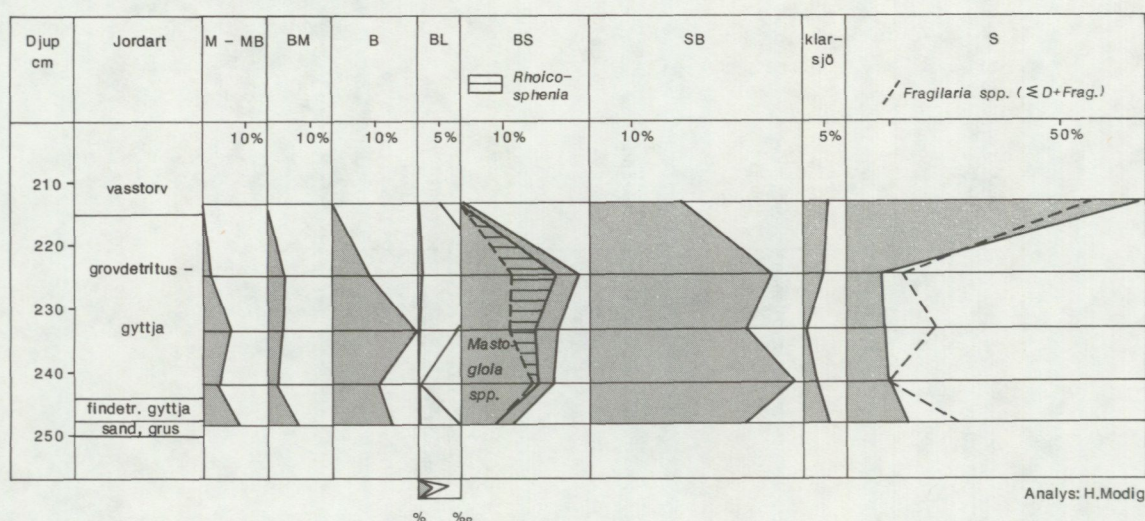 Djup
cm
Jordart
M – MB
BM
B
BL
BS
SB
klar-
sjö
S
Rhoico-
sphenia
Fragilaria spp. ( ≤ D+Frag.)
10%
10%
10%
5%
10%
10%
5%
50%
210
vasstorv
220
grovdetritus –
230
gyttja
Masto-
gloia
spp.
240
findetr. gyttja
sand, grus
250
Analys: H.Modig
% ‰